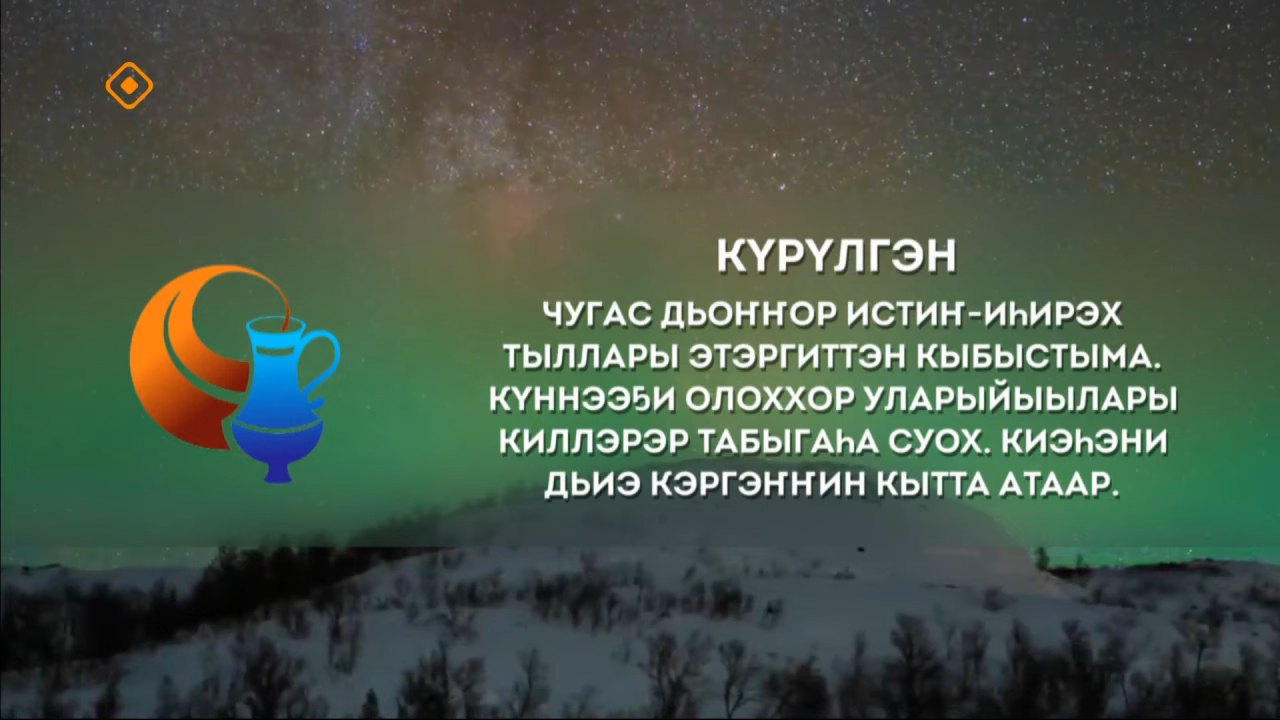 КҮРҮЛГЭН
ЧУГАС ДЬОҤҤОР ИСТИҤ-ИҺИРЭХ
ТЫЛЛАРЫ ЭТЭРГИТТЭН КЫБЫСТЫМА.
КҮННЭЭҔИ ОЛОХХОР УЛАРЫЙЫЫЛАРЫ
КИЛЛЭРЭР ТАБЫГАҺА СУОХ. КИЭҺЭНИ
ДЬИЭ КЭРГЭҤҤИН КЫТТА АТААР.